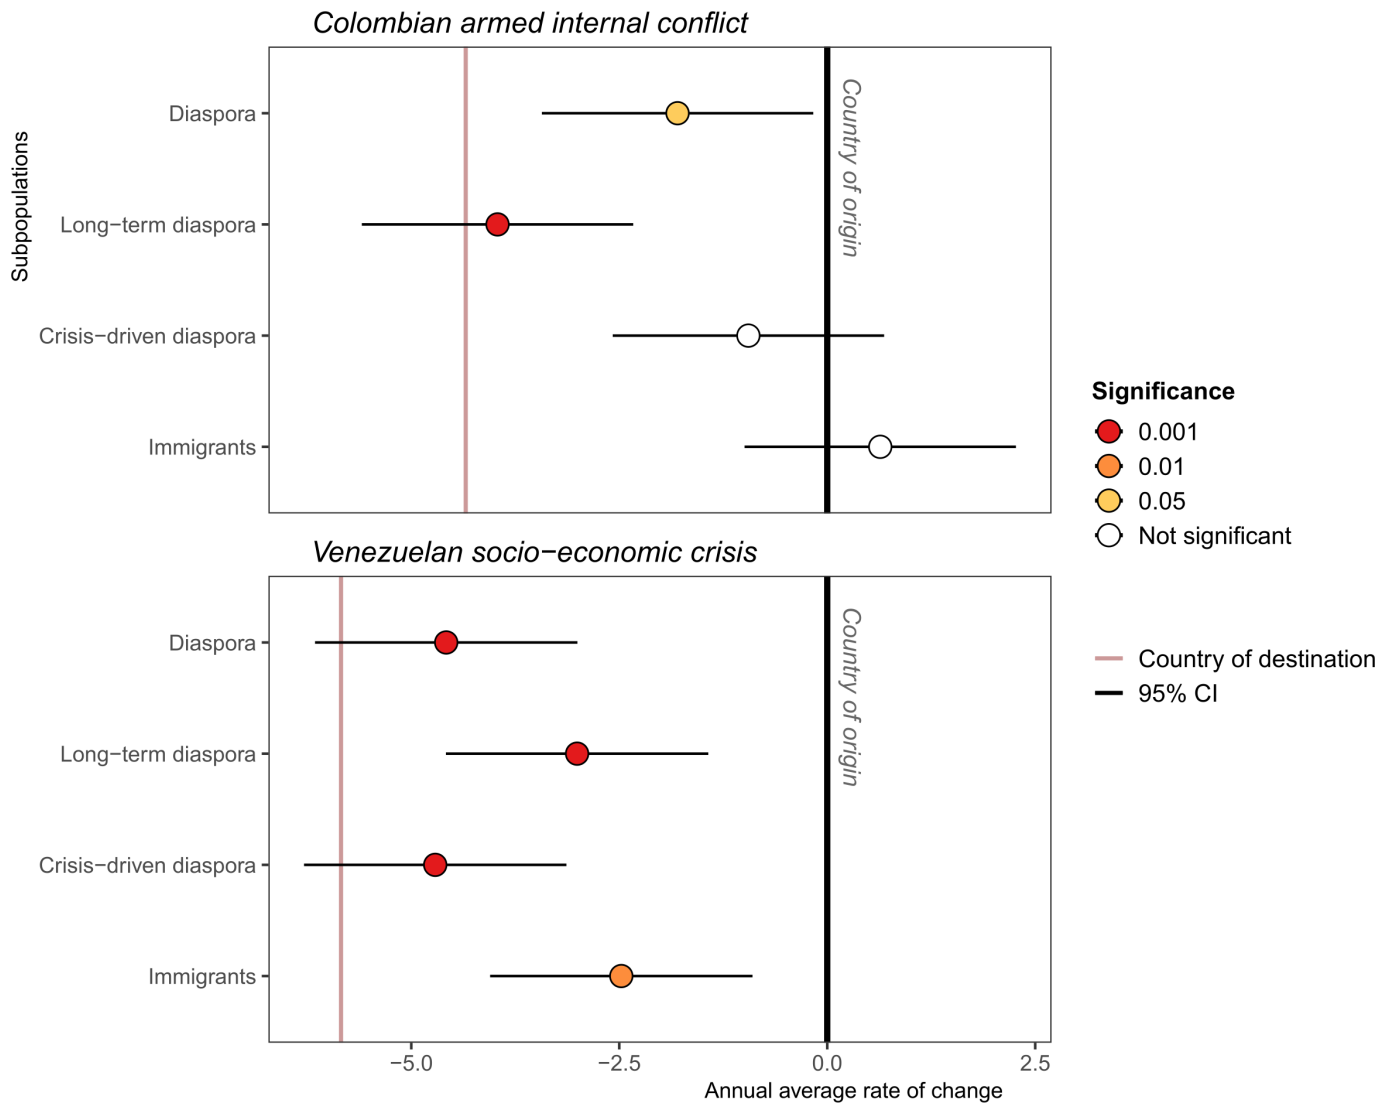 Colombian armed internal conflict
Subpopulations
Diaspora
Long−term diaspora
Crisis−driven diaspora
Immigrants
Country of origin
Venezuelan socio−economic crisis
Diaspora
Long−term diaspora
Crisis−driven diaspora
Immigrants
Country of origin
−5.0
−2.5
0.0
2.5
Annual average rate of change
Significance
0.001
0.01
0.05
Not significant
Country of destination
95% CI